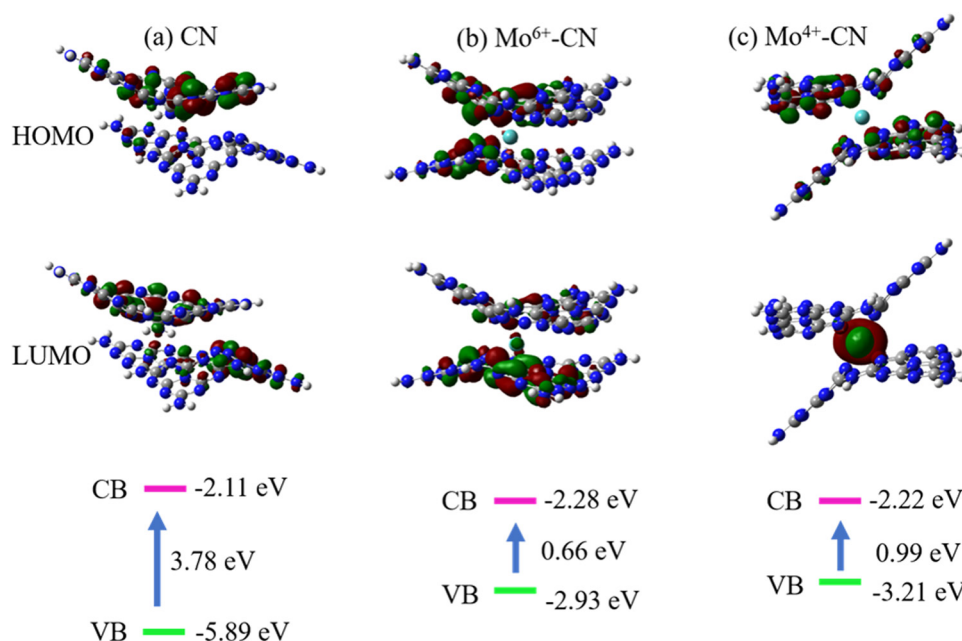 (a) CN
(b) Mo⁶⁺-CN
(c) Mo⁴⁺-CN
HOMO
LUMO
CB -2.11 eV
3.78 eV
VB -5.89 eV
CB -2.28 eV
0.66 eV
VB -2.93 eV
CB -2.22 eV
0.99 eV
VB -3.21 eV